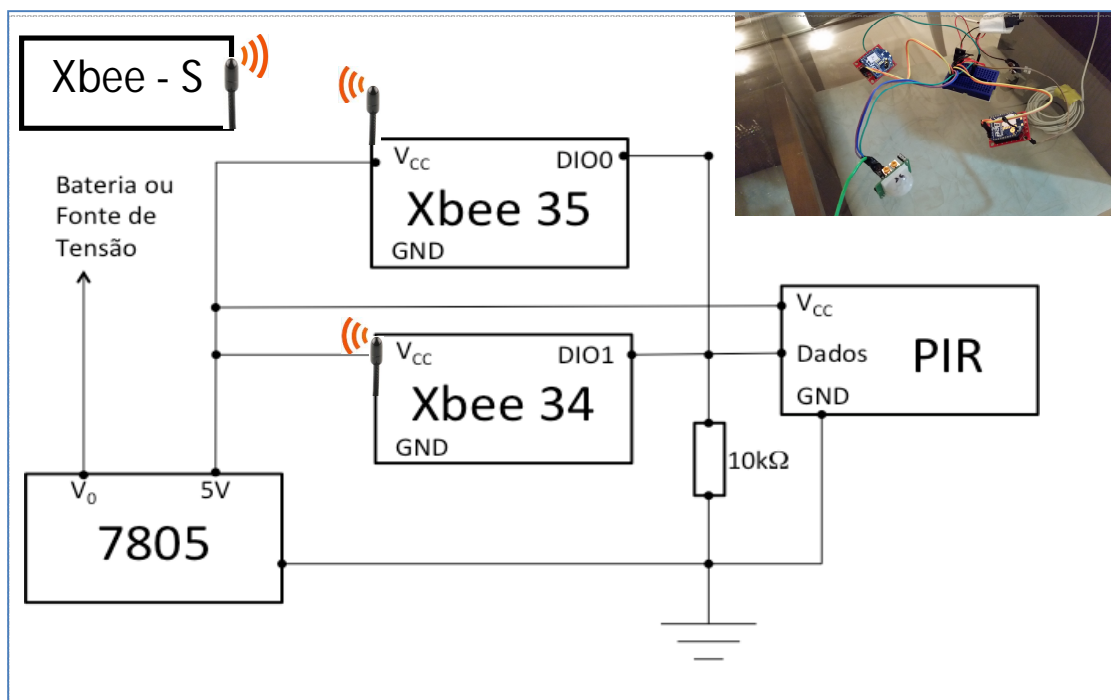 Xbee - S
Bateria ou
Fonte de
Tensão
V₀
5V
7805
Vcc
DIO0
Xbee 35
GND
Vcc
DIO1
Xbee 34
GND
Vcc
Dados
PIR
GND
10kΩ